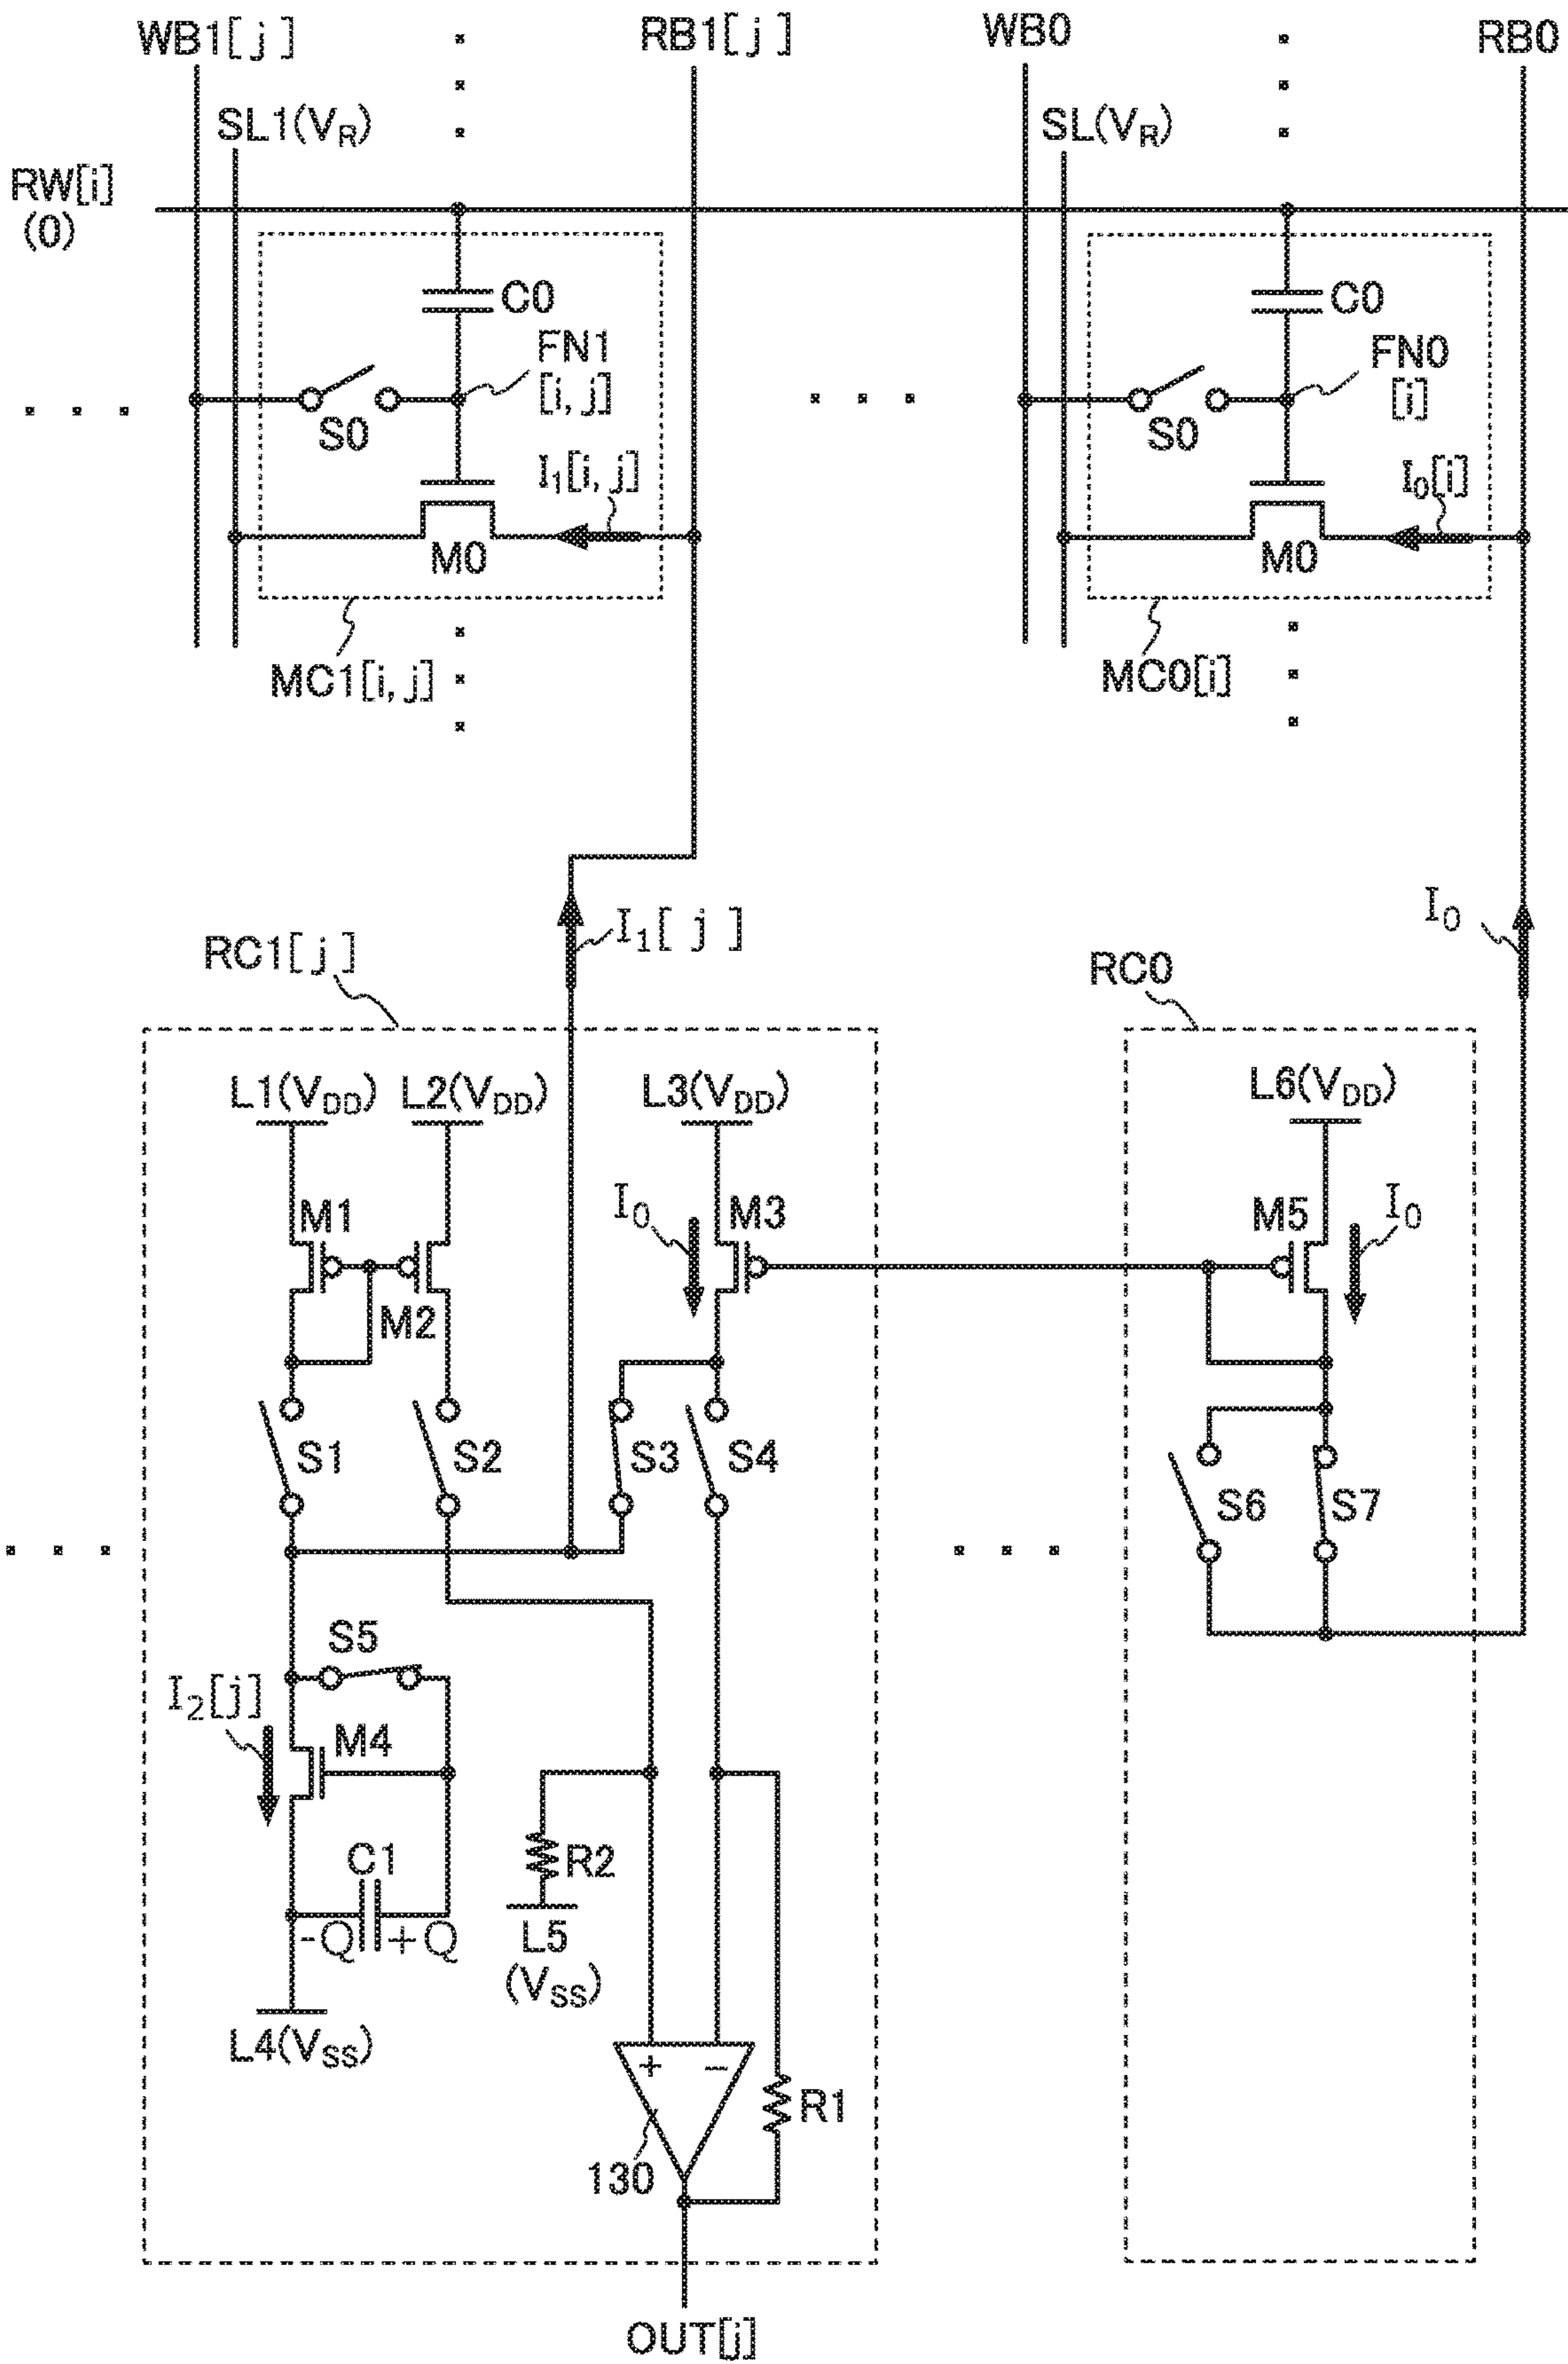 WB1[j] RB1[j] WB0 RB0
SL1(VR) SL(VR)
RW[i]
(0)
C0 C0
FN1
[i, j]
FN0
[i]
S0 S0
I1[i, j] I0[i]
M0 M0
MC1[i, j] MC0[i]
I1[j] I0
RC1[j] RC0
L1(VDD) L2(VDD) L3(VDD) L6(VDD)
M1 I0 M3 M5 I0
M2
S1 S2 S3 S4
S6 S7
S5
I2[j]
M4
C1 R2
-Q +Q
L5
(VSS)
L4(VSS)
+ −
R1
130
OUT[j]